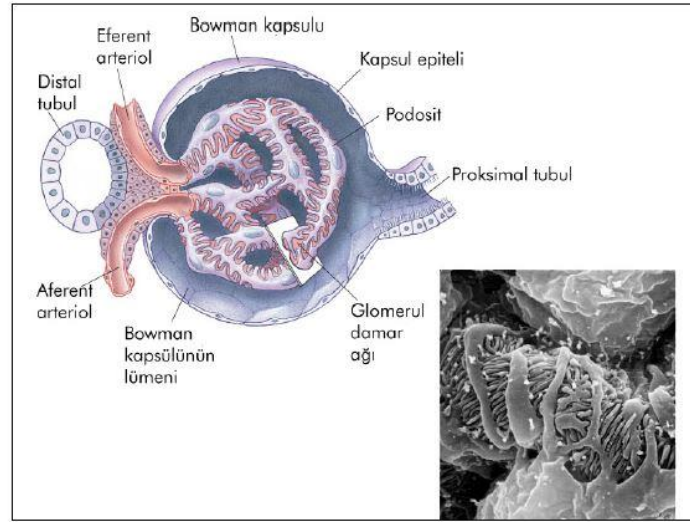 Bowman kapsulu
Eferent
arteriol
Kapsul epiteli
Distal
tubul
Podosit
Proksimal tubul
Aferent
arteriol
Bowman
kapsülünün
lümeni
Glomerul
damar
ağı